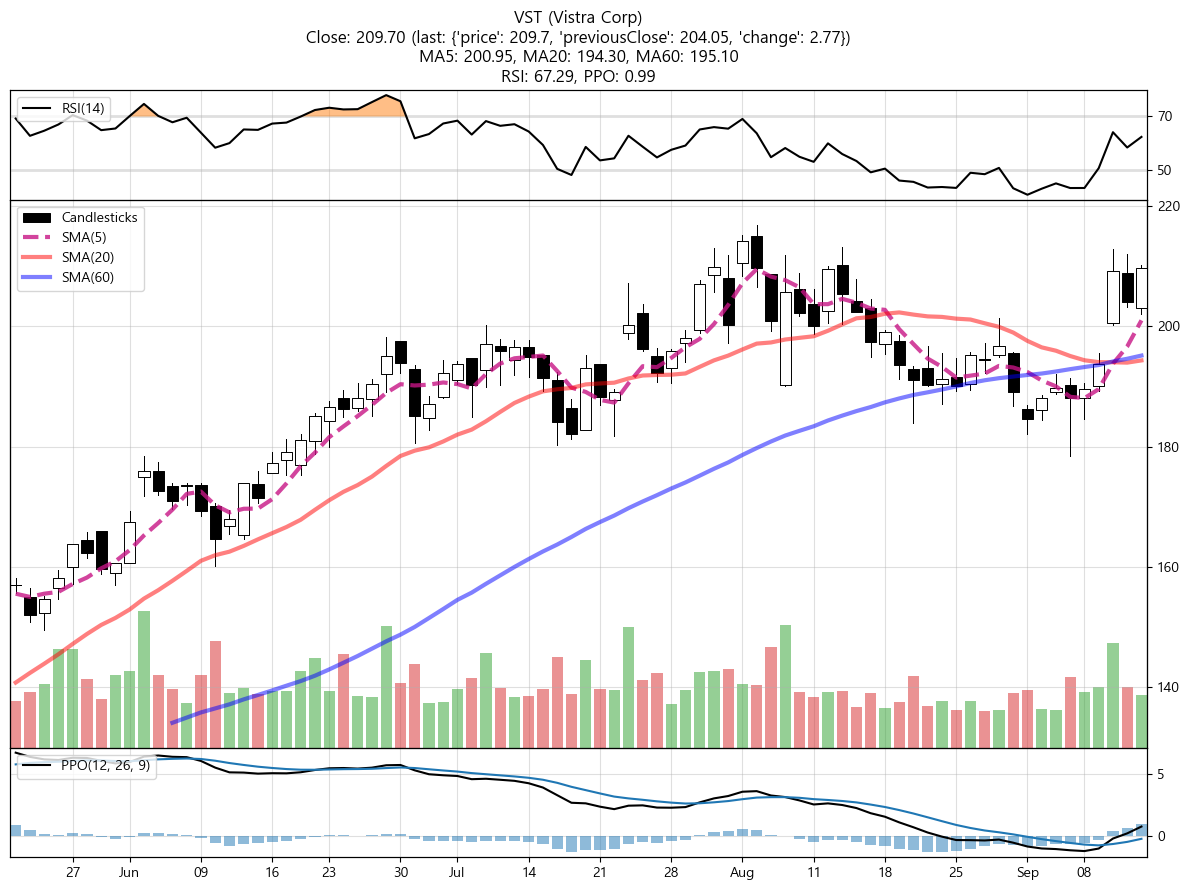 VST (Vistra Corp)
Close: 209.70 (last: {'price': 209.7, 'previousClose': 204.05, 'change': 2.77})
MA5: 200.95, MA20: 194.30, MA60: 195.10
RSI: 67.29, PPO: 0.99
RSI(14)
70
50
Candlesticks
SMA(5)
SMA(20)
SMA(60)
220
200
180
160
140
PPO(12, 26, 9)
5
0
27 Jun 09 16 23 30 Jul 14 21 28 Aug 11 18 25 Sep 08